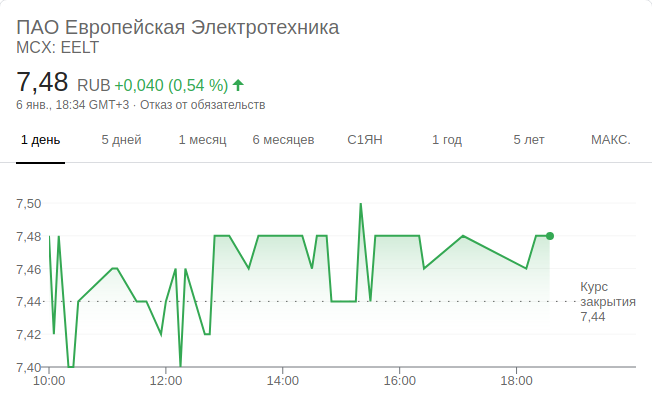 ПАО Европейская Электротехника
MCX: EELT
7,48 RUB +0,040 (0,54 %)
6 янв., 18:34 GMT+3 · Отказ от обязательств
1 день 5 дней 1 месяц 6 месяцев С1ЯН 1 год 5 лет МАКС.
7,50
7,48
7,46
7,44
7,42
7,40
Курс
закрытия
7,44
10:00 12:00 14:00 16:00 18:00